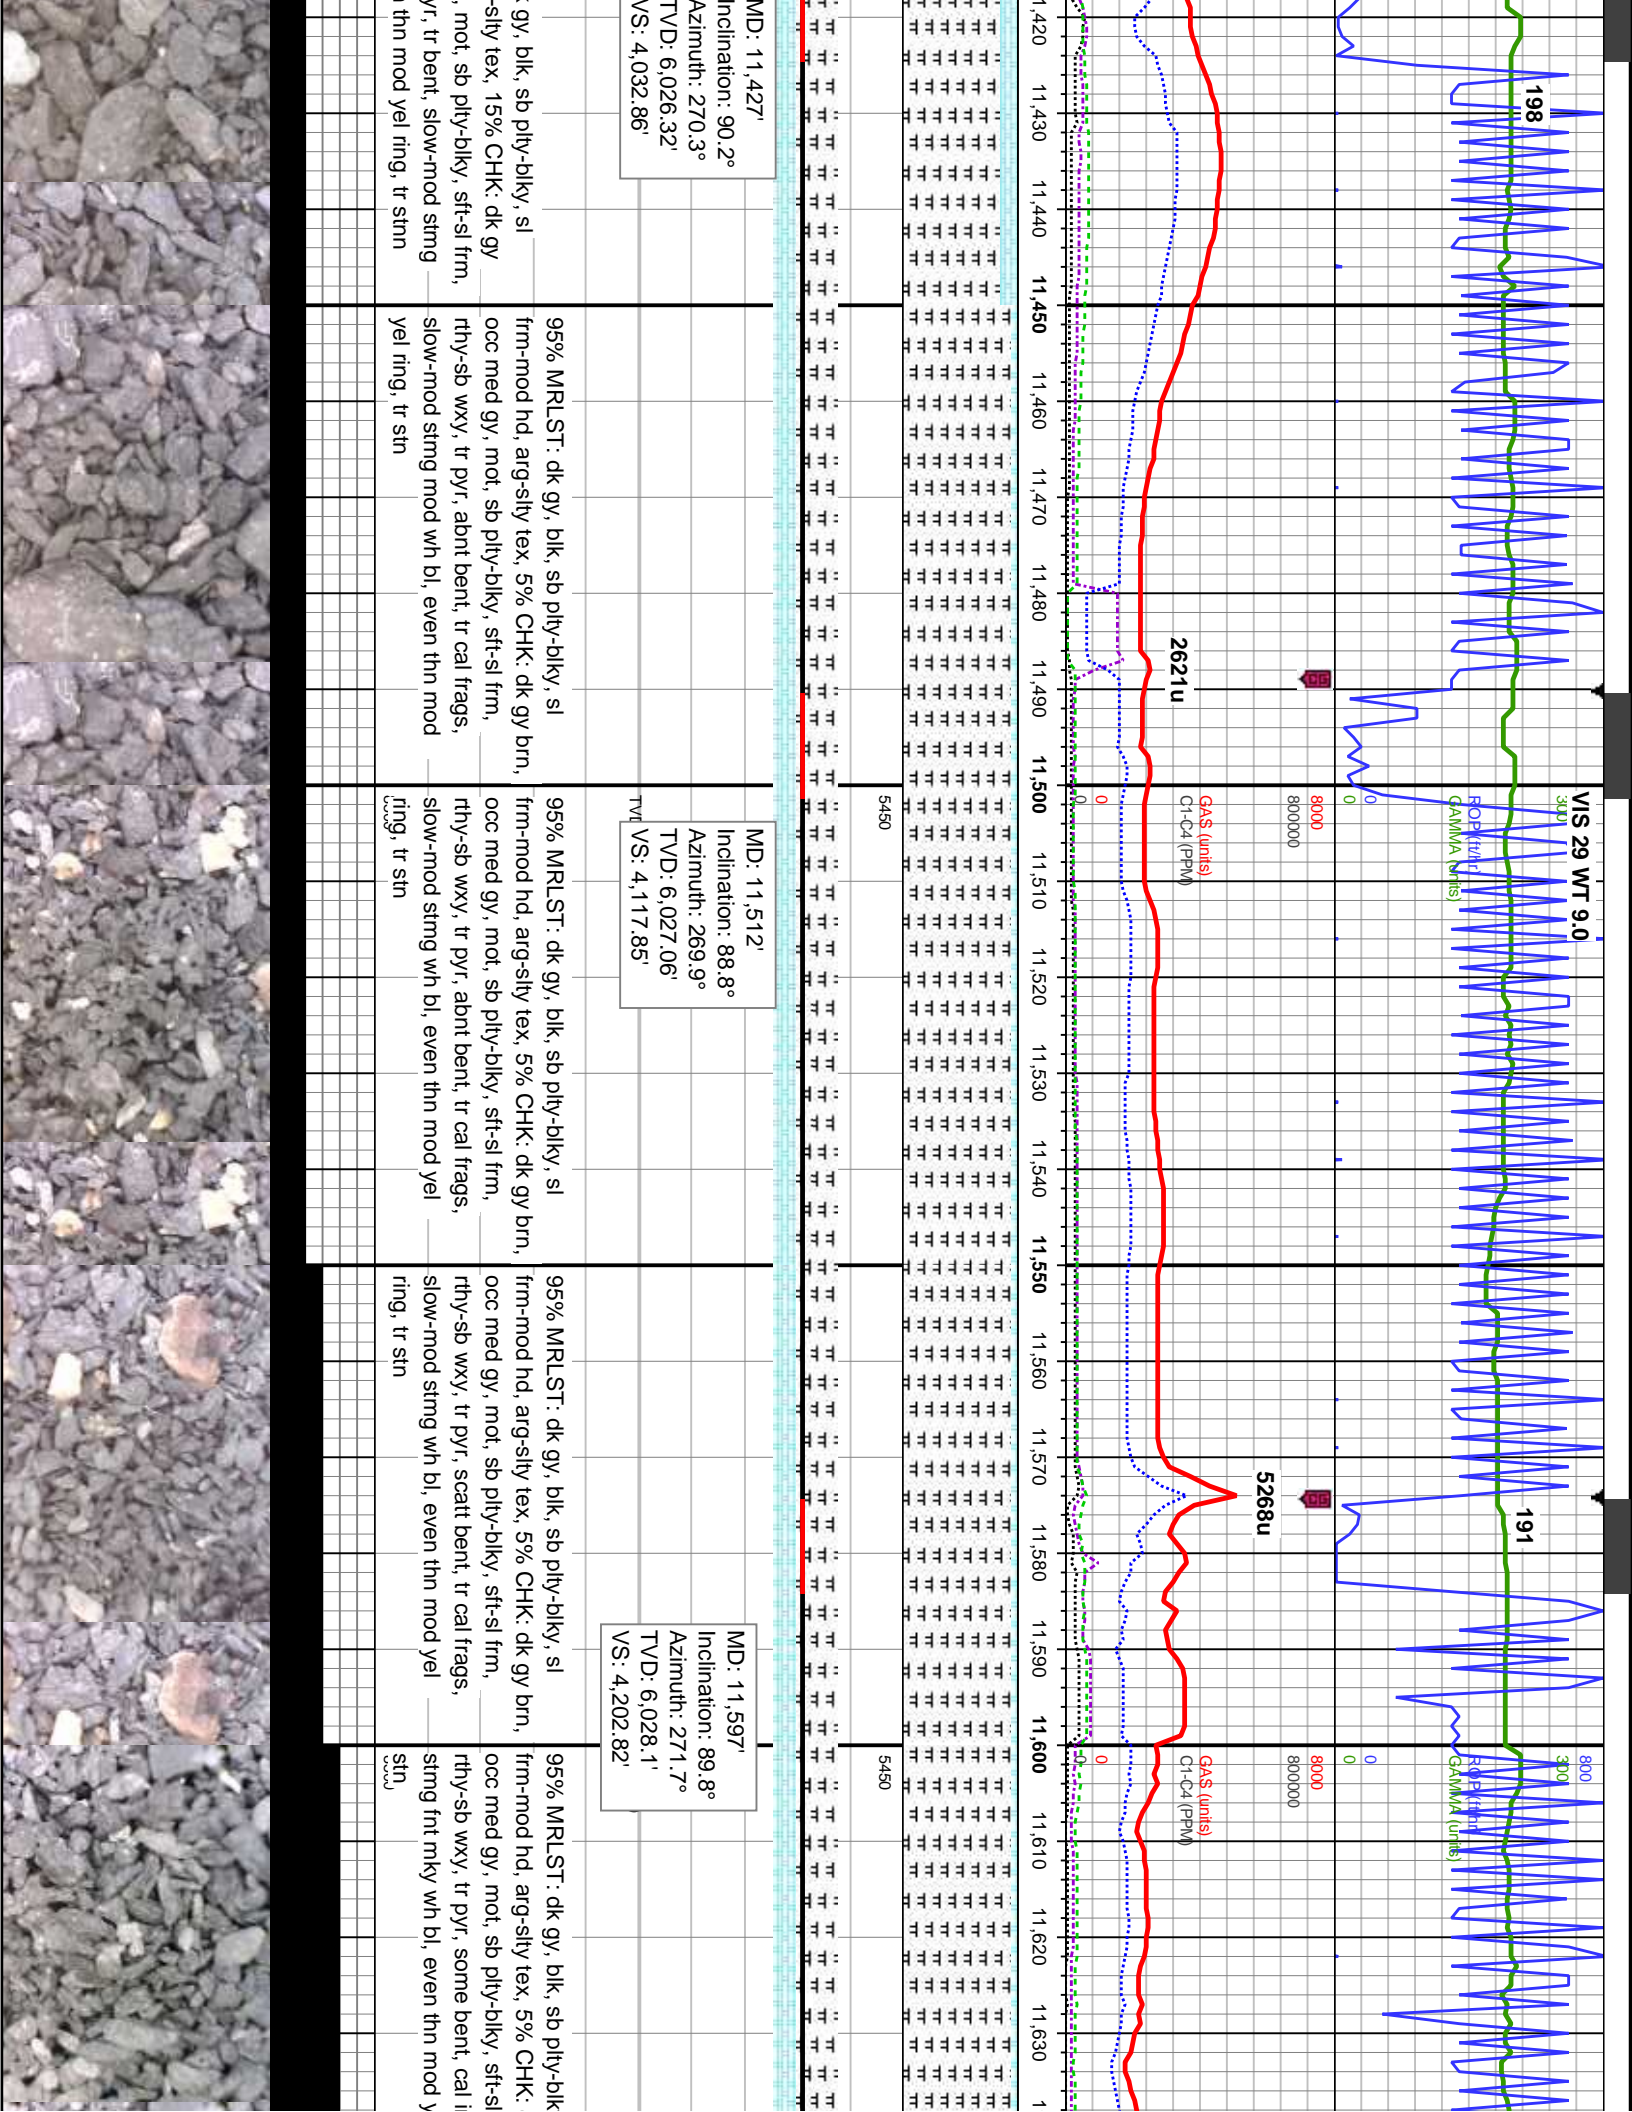 198
VIS 29 WT 9.0
191
800
300
300
ROP (ft/hr)
GAMMA (units)
ROP (ft/hr)
GAMMA (units)
0
0
0
0
2621u
5268u
8000
800000
GAS (units)
C1-C4 (PPM)
0
0
8000
800000
GAS (units)
C1-C4 (PPM)
0
0
11,420
11,430
11,440
11,450
11,460
11,470
11,480
11,490
11,500
11,510
11,520
11,530
11,540
11,550
11,560
11,570
11,580
11,590
11,600
11,610
11,620
11,630
5450
5450
MD: 11,427'
Inclination: 90.2°
Azimuth: 270.3°
TVD: 6,026.32'
VS: 4,032.86'
MD: 11,512'
Inclination: 88.8°
Azimuth: 269.9°
TVD: 6,027.06'
VS: 4,117.85'
MD: 11,597'
Inclination: 89.8°
Azimuth: 271.7°
TVD: 6,028.1'
VS: 4,202.82'
gy, blk, sb plty-blky, sl
-slty tex, 15% CHK: dk gy
, mot, sb plty-blky, sft-sl frm,
yr, tr bent, slow-mod stmg
thn mod yel ring, tr stnn
95% MRLST: dk gy, blk, sb plty-blky, sl
frm-mod hd, arg-slty tex, 5% CHK: dk gy brn,
occ med gy, mot, sb plty-blky, sft-sl frm,
rthy-sb wxy, tr pyr, abnt bent, tr cal frags,
slow-mod stmg mod wh bl, even thn mod
yel ring, tr stn
95% MRLST: dk gy, blk, sb plty-blky, sl
frm-mod hd, arg-slty tex, 5% CHK: dk gy brn,
occ med gy, mot, sb plty-blky, sft-sl frm,
rthy-sb wxy, tr pyr, abnt bent, tr cal frags,
slow-mod stmg wh bl, even thn mod yel
ring, tr stn
95% MRLST: dk gy, blk, sb plty-blky, sl
frm-mod hd, arg-slty tex, 5% CHK: dk gy brn,
occ med gy, mot, sb plty-blky, sft-sl frm,
rthy-sb wxy, tr pyr, scatt bent, tr cal frags,
slow-mod stmg wh bl, even thn mod yel
ring, tr stn
95% MRLST: dk gy, blk, sb plty-blk
frm-mod hd, arg-slty tex, 5% CHK:
occ med gy, mot, sb plty-blky, sft-sl
rthy-sb wxy, tr pyr, some bent, cal i
stmg fnt mky wh bl, even thn mod y
stn